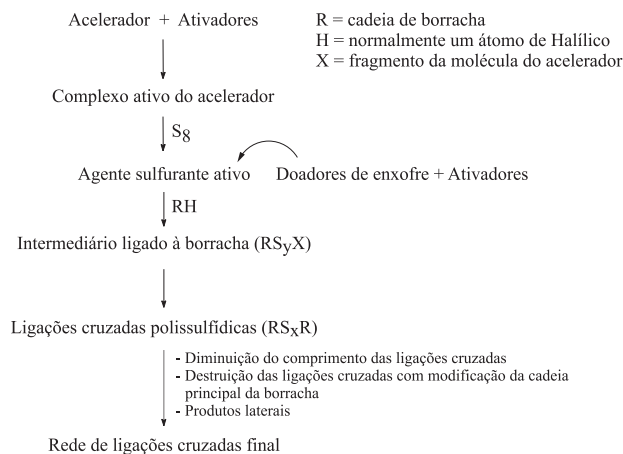 Acelerador + Ativadores
R = cadeia de borracha
H = normalmente um átomo de Halílico
X = fragmento da molécula do acelerador
Complexo ativo do acelerador
S8
Agente sulfurante ativo
Doadores de enxofre + Ativadores
RH
Intermediário ligado à borracha (RSyX)
Ligações cruzadas polissulfídicas (RSxR)
- Diminuição do comprimento das ligações cruzadas
- Destruição das ligações cruzadas com modificação da cadeia
principal da borracha
- Produtos laterais
Rede de ligações cruzadas final